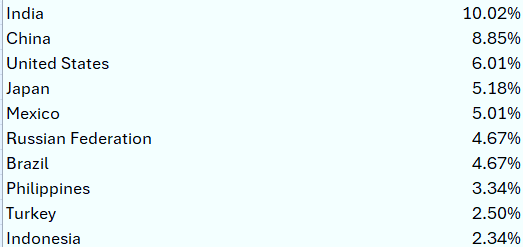 India 10.02%
China 8.85%
United States 6.01%
Japan 5.18%
Mexico 5.01%
Russian Federation 4.67%
Brazil 4.67%
Philippines 3.34%
Turkey 2.50%
Indonesia 2.34%